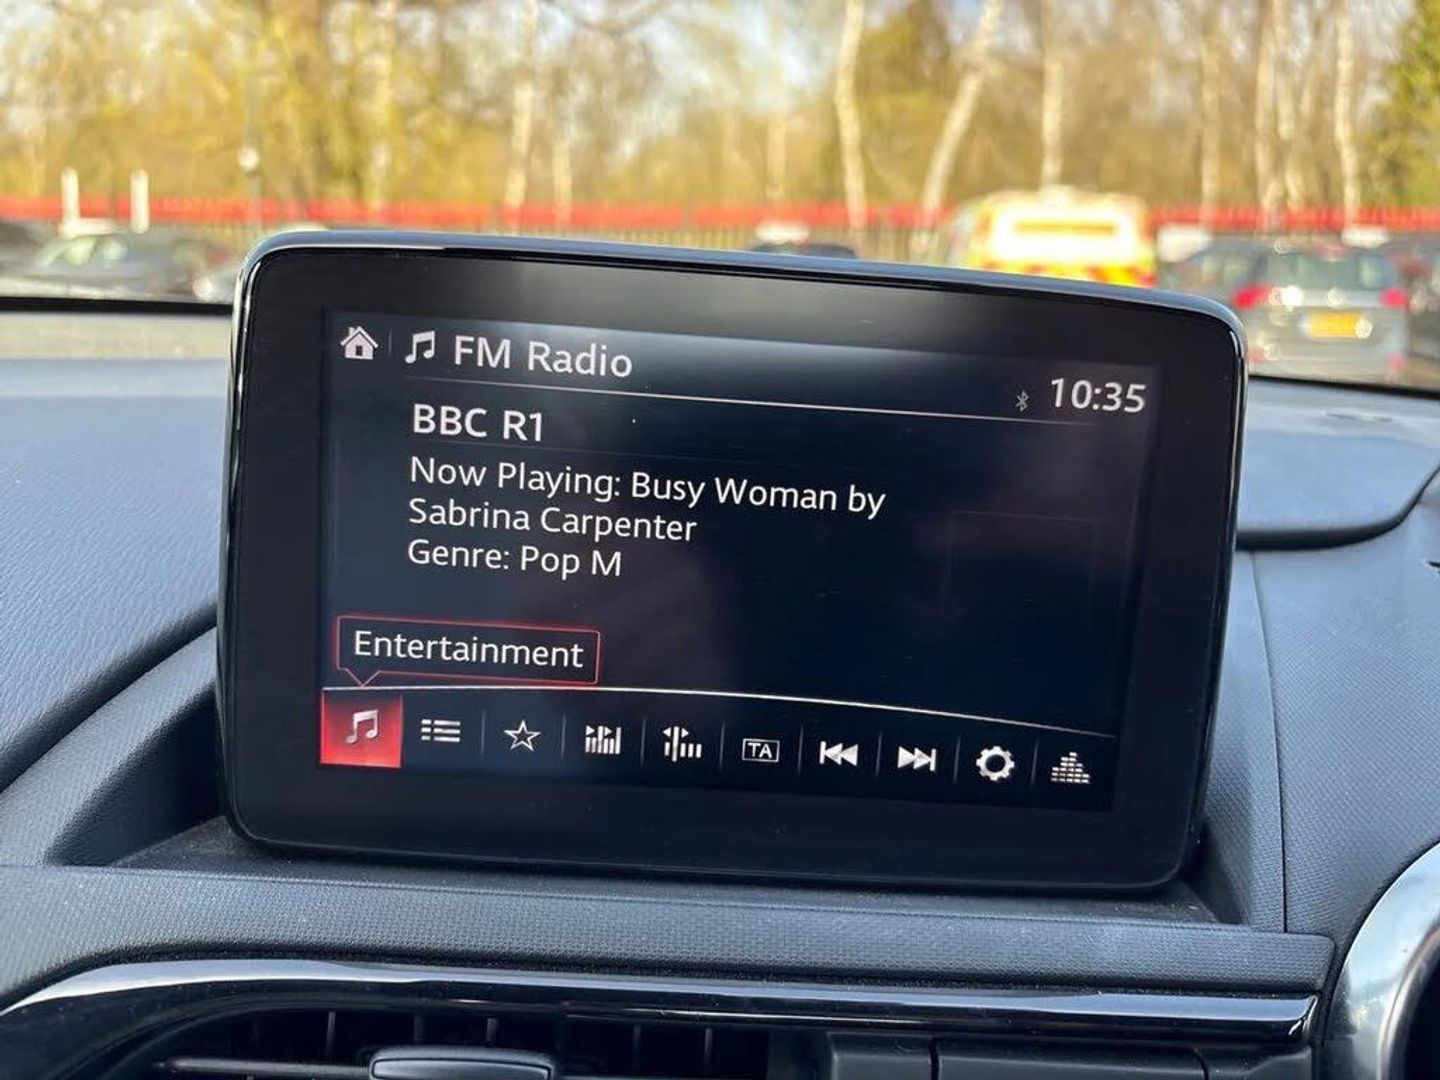 FM Radio
10:35
BBC R1
Now Playing: Busy Woman by
Sabrina Carpenter
Genre: Pop M
Entertainment
TA